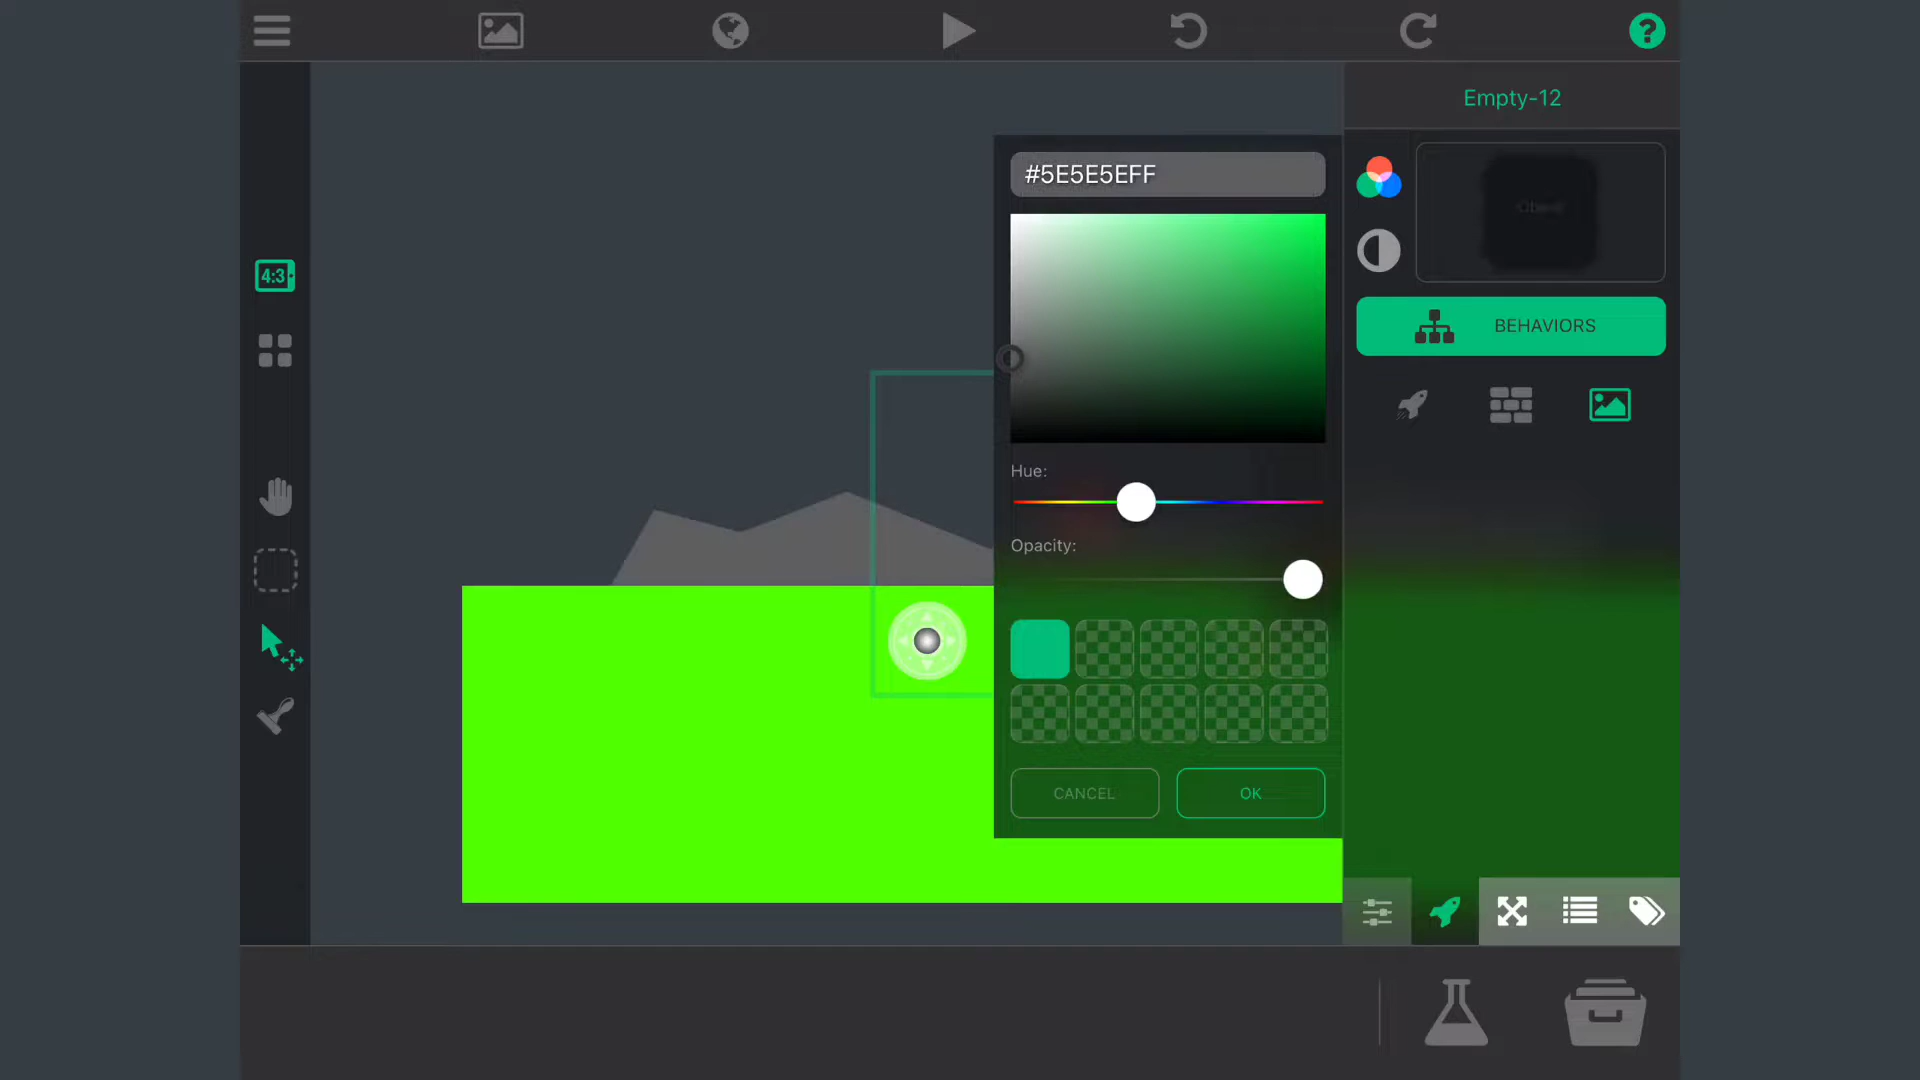 ?
Empty-12
#5E5E5EFF
4:3
BEHAVIORS
Hue:
Opacity:
CANCEL
OK